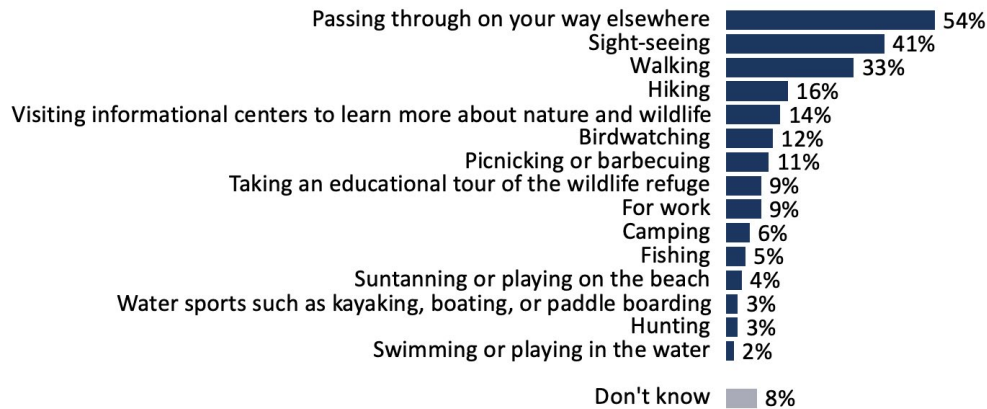 Passing through on your way elsewhere 54%
Sight-seeing 41%
Walking 33%
Hiking 16%
Visiting informational centers to learn more about nature and wildlife 14%
Birdwatching 12%
Picnicking or barbecuing 11%
Taking an educational tour of the wildlife refuge 9%
For work 9%
Camping 6%
Fishing 5%
Suntanning or playing on the beach 4%
Water sports such as kayaking, boating, or paddle boarding 3%
Hunting 3%
Swimming or playing in the water 2%
Don't know 8%